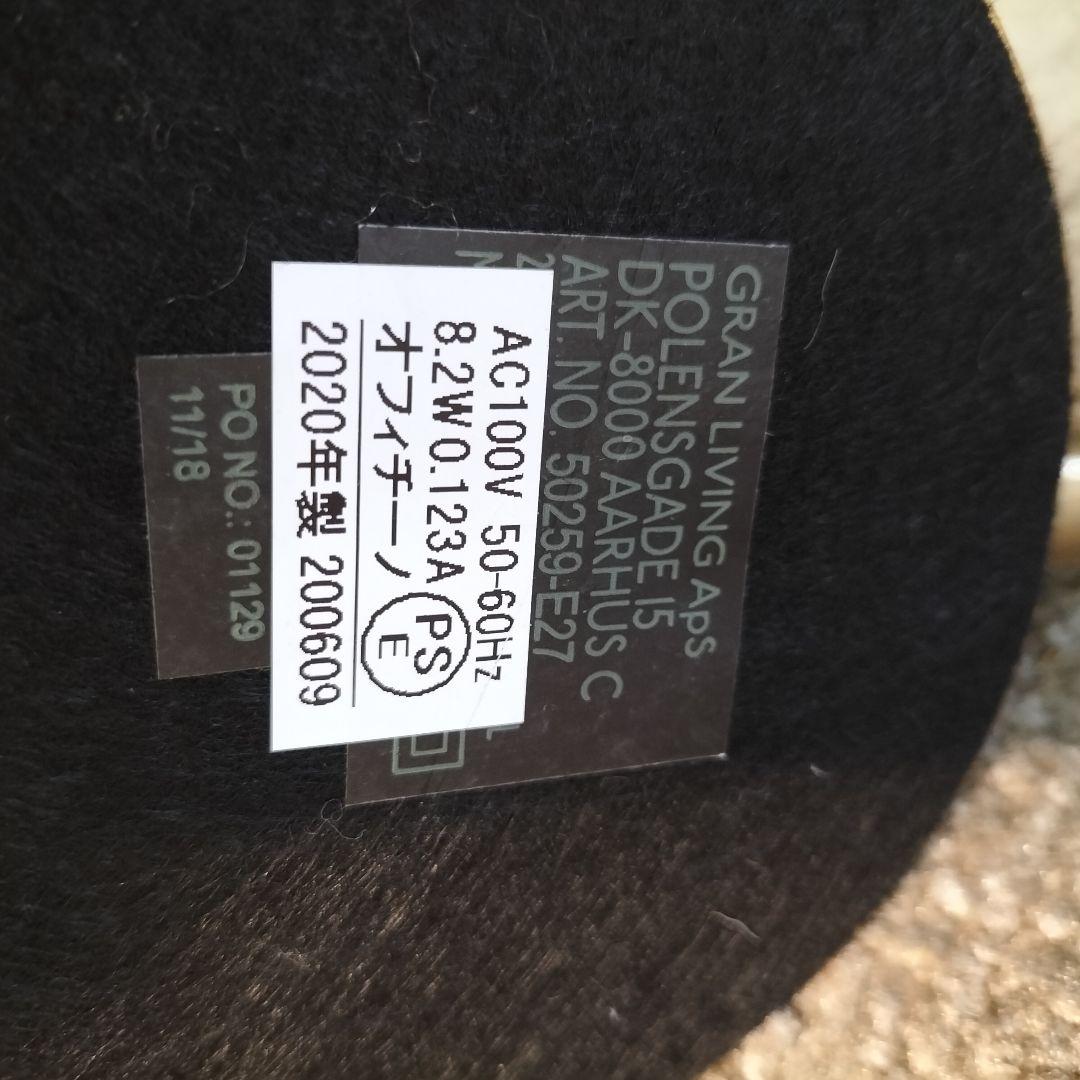 GRAN LIVING ApS
POLENSGADE 15
DK-8000 AARHUS C
ART. NO. 50259-E27
AC100V 50-60Hz
8.2W 0.123A
オフィチーノ
PS
E
2020年製 200609
PO NO.: 01129
11/18